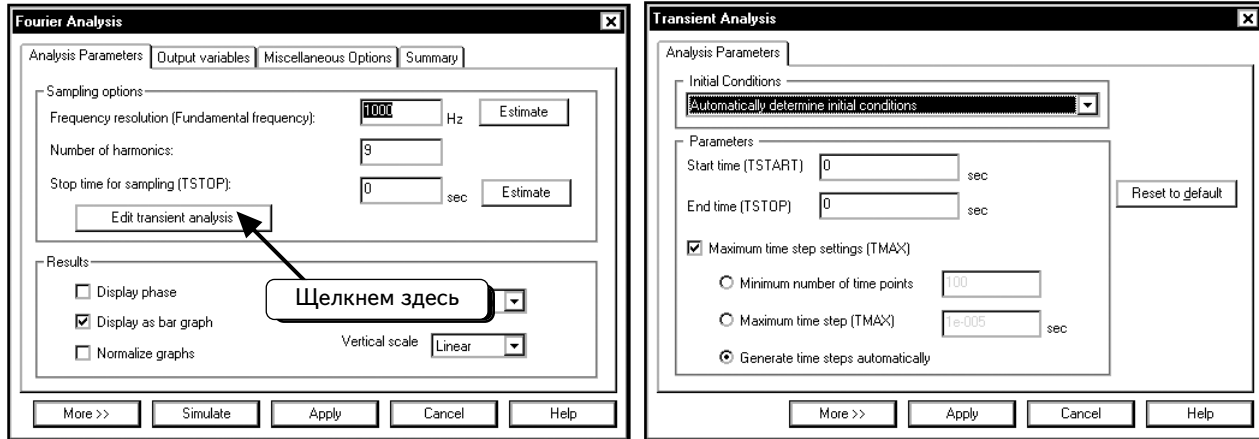 Fourier Analysis
Analysis Parameters
Output variables
Miscellaneous Options
Summary
Sampling options
Frequency resolution (Fundamental frequency):
1000
Hz
Estimate
Number of harmonics:
9
Stop time for sampling (TSTOP):
0
sec
Estimate
Edit transient analysis
Results
Display phase
Щелкнем здесь
Display as bar graph
Vertical scale
Linear
Normalize graphs
More >>
Simulate
Apply
Cancel
Help
Transient Analysis
Analysis Parameters
Initial Conditions
Automatically determine initial conditions
Parameters
Start time (TSTART)
0
sec
End time (TSTOP)
0
sec
Reset to default
Maximum time step settings (TMAX)
Minimum number of time points
100
Maximum time step (TMAX)
1e-005
sec
Generate time steps automatically
More >>
Apply
Cancel
Help